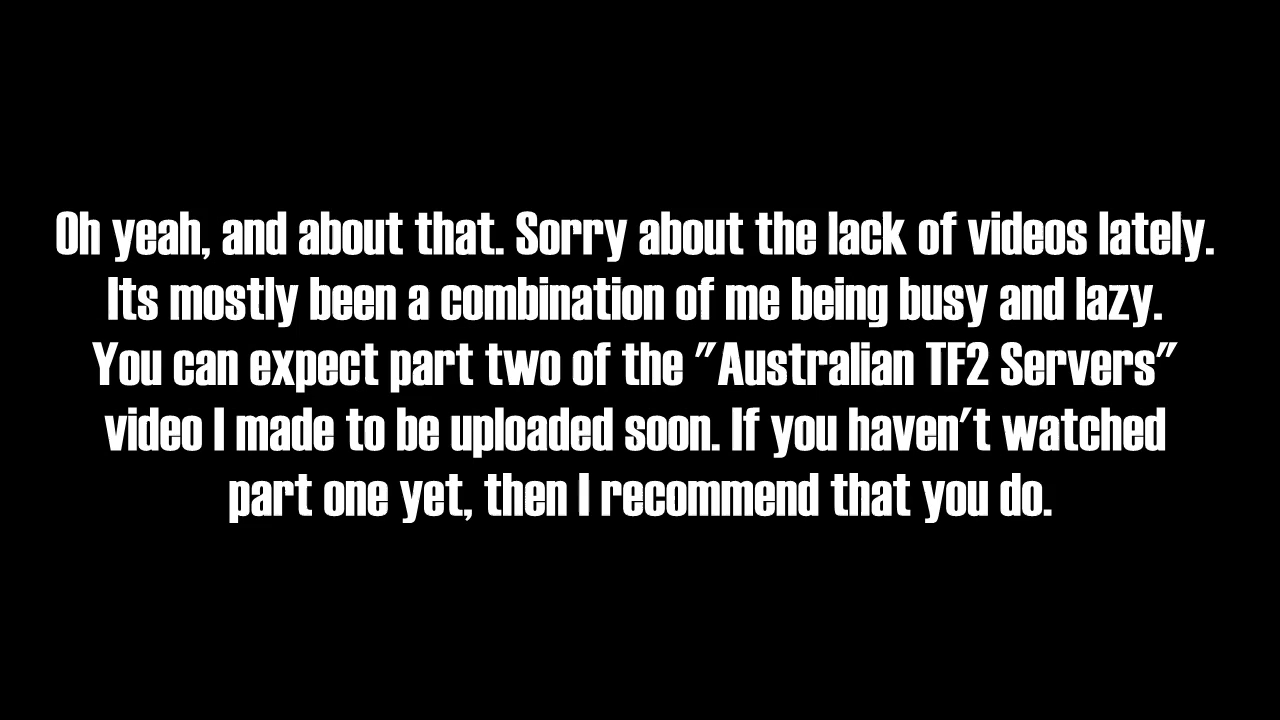 Oh yeah, and about that. Sorry about the lack of videos lately.
Its mostly been a combination of me being busy and lazy.
You can expect part two of the "Australian TF2 Servers"
video I made to be uploaded soon. If you haven't watched
part one yet, then I recommend that you do.